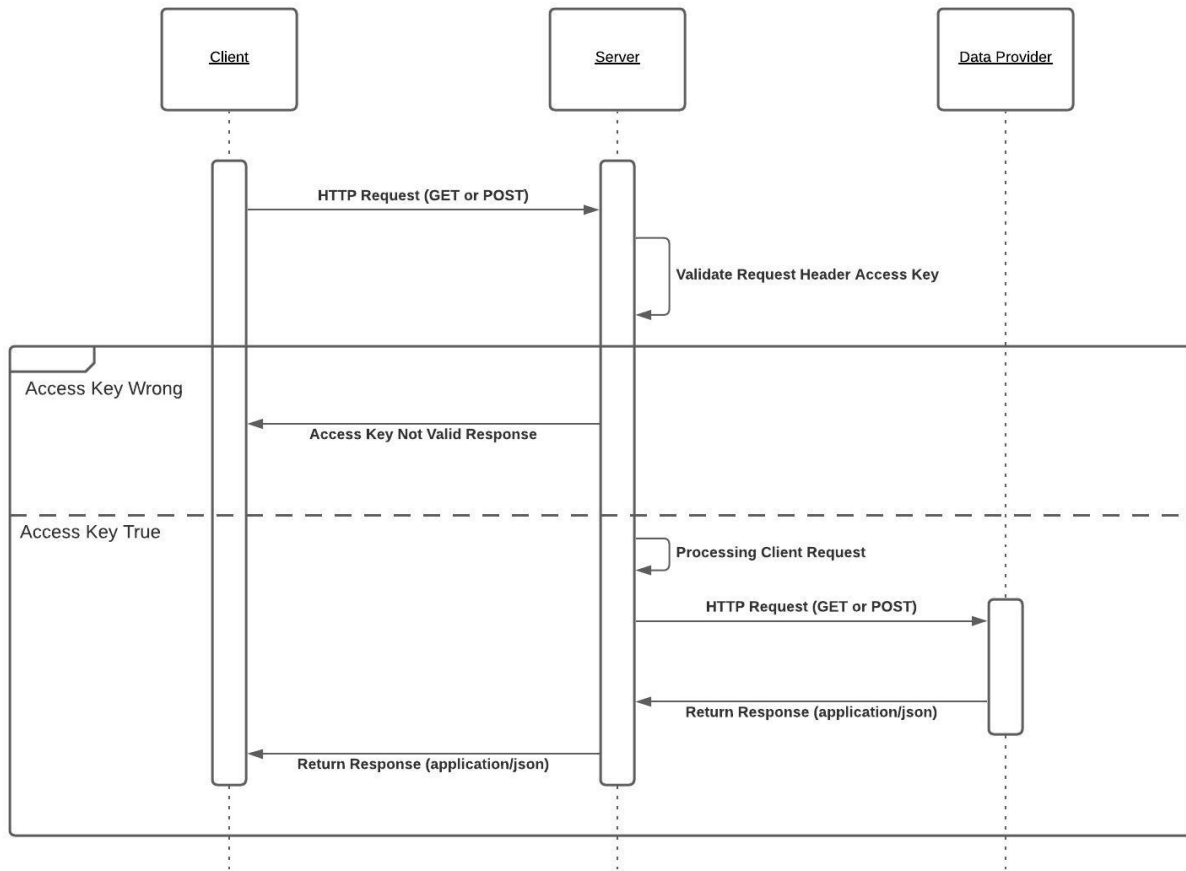 Client
Server
Data Provider
HTTP Request (GET or POST)
Validate Request Header Access Key
Access Key Wrong
Access Key Not Valid Response
Access Key True
Processing Client Request
HTTP Request (GET or POST)
Return Response (application/json)
Return Response (application/json)